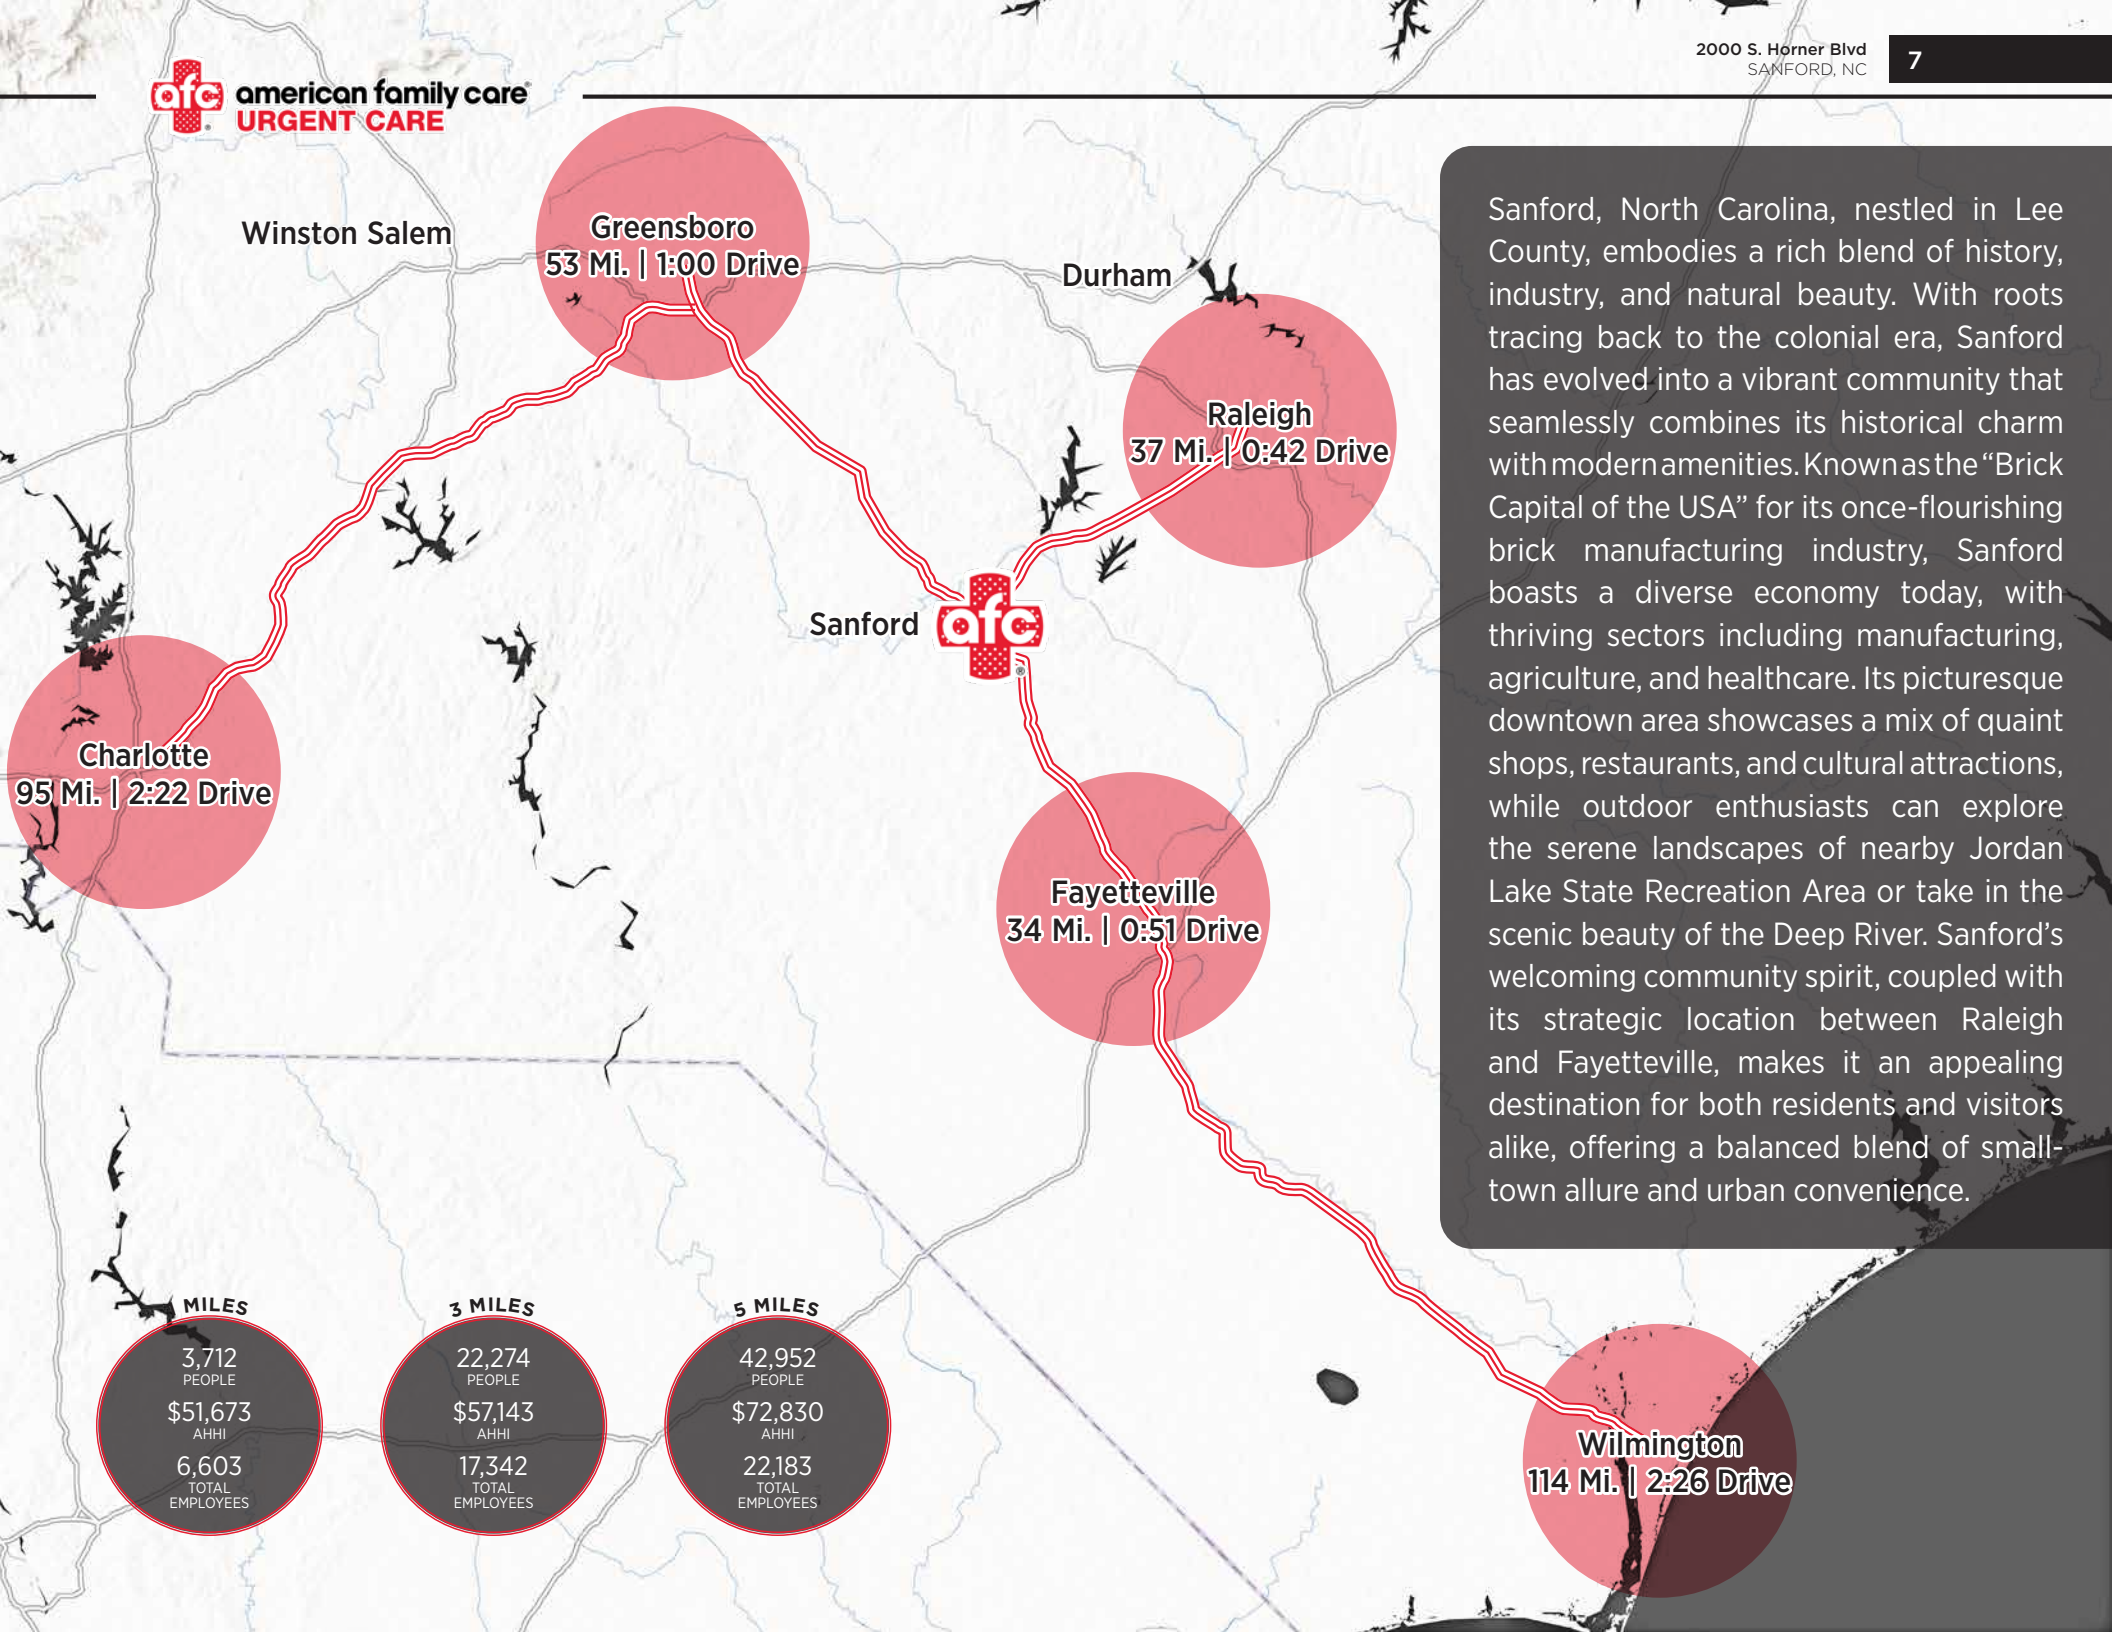 2000 S. Horner Blvd
SANFORD, NC
7
afc american family care®
URGENT CARE
Winston Salem
Greensboro
53 Mi. | 1:00 Drive
Durham
Raleigh
37 Mi. | 0:42 Drive
Sanford
afc®
Charlotte
95 Mi. | 2:22 Drive
Fayetteville
34 Mi. | 0:51 Drive
Wilmington
114 Mi. | 2:26 Drive
Sanford, North Carolina, nestled in Lee
County, embodies a rich blend of history,
industry, and natural beauty. With roots
tracing back to the colonial era, Sanford
has evolved into a vibrant community that
seamlessly combines its historical charm
with modern amenities. Known as the “Brick
Capital of the USA” for its once-flourishing
brick manufacturing industry, Sanford
boasts a diverse economy today, with
thriving sectors including manufacturing,
agriculture, and healthcare. Its picturesque
downtown area showcases a mix of quaint
shops, restaurants, and cultural attractions,
while outdoor enthusiasts can explore
the serene landscapes of nearby Jordan
Lake State Recreation Area or take in the
scenic beauty of the Deep River. Sanford’s
welcoming community spirit, coupled with
its strategic location between Raleigh
and Fayetteville, makes it an appealing
destination for both residents and visitors
alike, offering a balanced blend of small-
town allure and urban convenience.
MILES
3,712
PEOPLE
$51,673
AHHI
6,603
TOTAL
EMPLOYEES
3 MILES
22,274
PEOPLE
$57,143
AHHI
17,342
TOTAL
EMPLOYEES
5 MILES
42,952
PEOPLE
$72,830
AHHI
22,183
TOTAL
EMPLOYEES